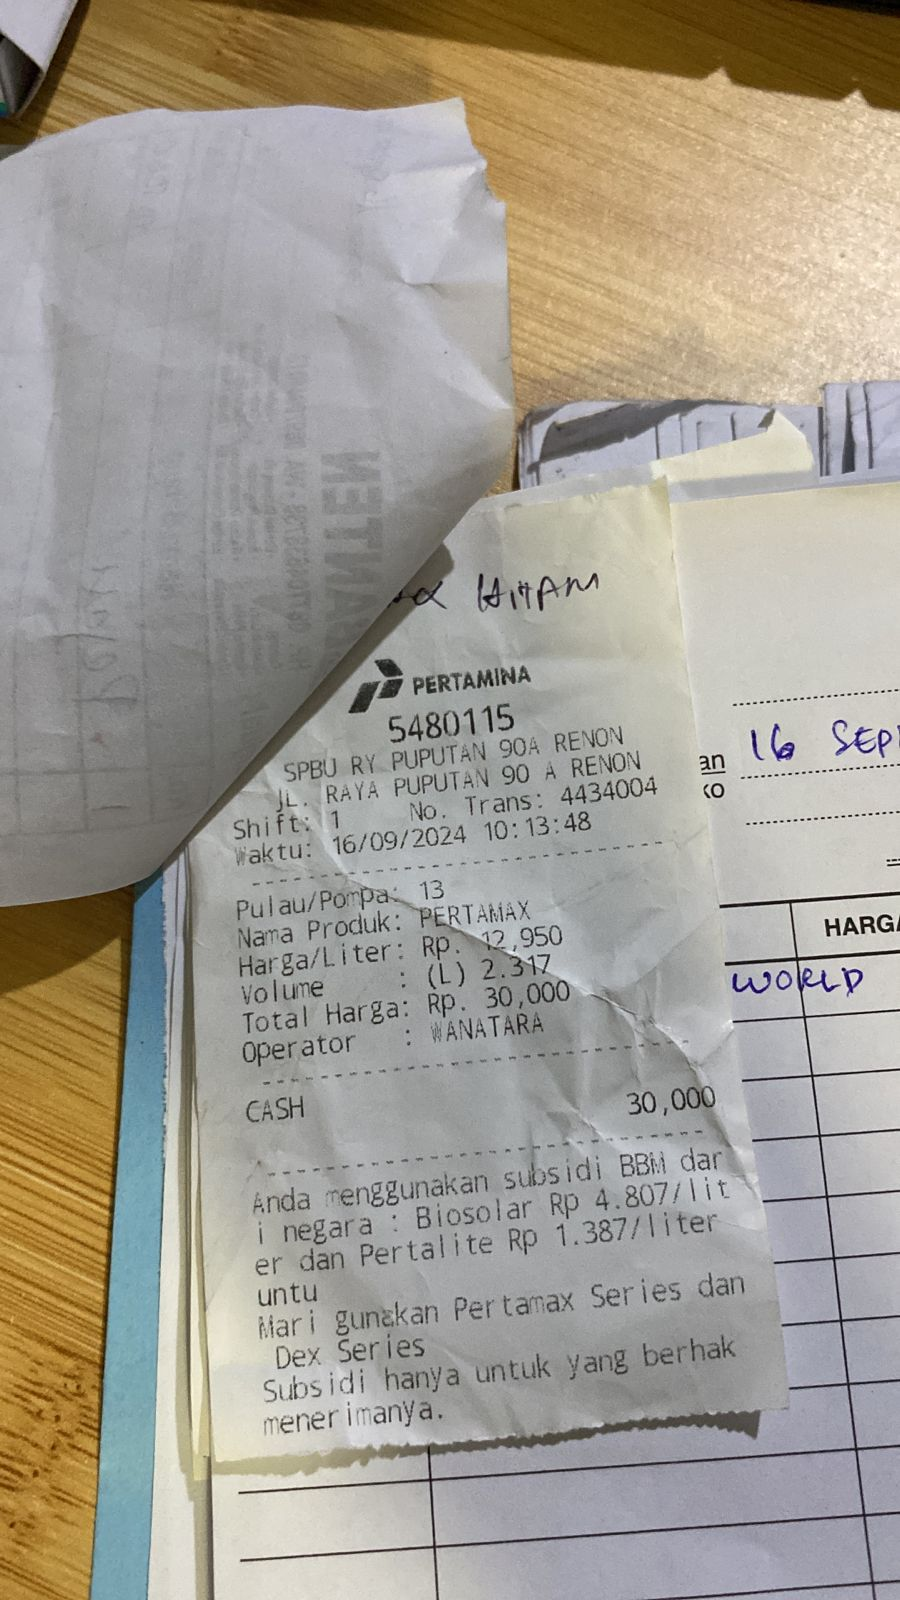 HITAM
PERTAMINA
5480115
SPBU RY PUPUTAN 90A RENON
JL. RAYA PUPUTAN 90 A RENON
Shift: 1 No. Trans: 4434004
Waktu: 16/09/2024 10:13:48
Pulau/Pompa: 13
Nama Produk: PERTAMAX
Harga/Liter: Rp. 12,950
Volume : (L) 2.317
Total Harga: Rp. 30,000
Operator : WANATARA
CASH 30,000
Anda menggunakan subsidi BBM dar
i negara : Biosolar Rp 4.807/lit
er dan Pertalite Rp 1.387/liter
untu
Mari gunakan Pertamax Series dan
Dex Series
Subsidi hanya untuk yang berhak
menerimanya.
an 16 SEP
KO
HARGA
WORLD